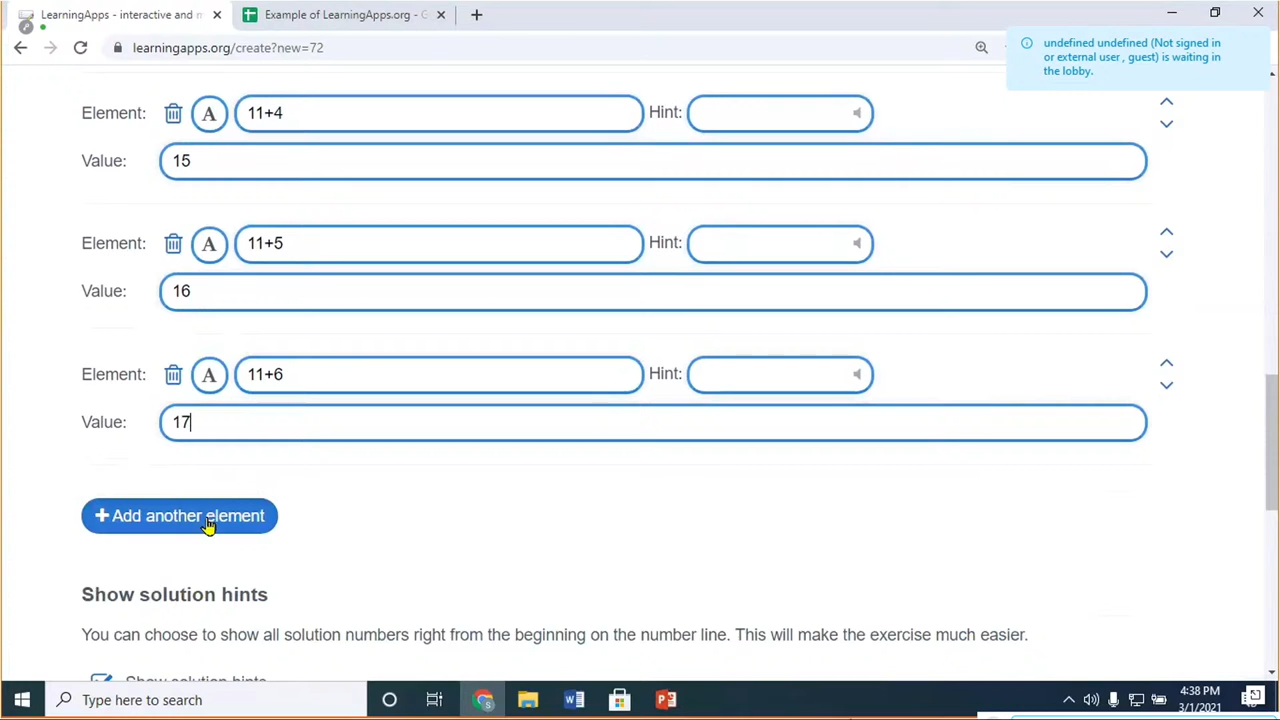 LearningApps - interactive and m
Example of LearningApps.org - G
learningapps.org/create?new=72
undefined undefined (Not signed in
or external user , guest) is waiting in
the lobby.
Element: A 11+4 Hint:
Value: 15
Element: A 11+5 Hint:
Value: 16
Element: A 11+6 Hint:
Value: 17
+ Add another element
Show solution hints
You can choose to show all solution numbers right from the beginning on the number line. This will make the exercise much easier.
Show solution hints
Type here to search
4:38 PM
3/1/2021